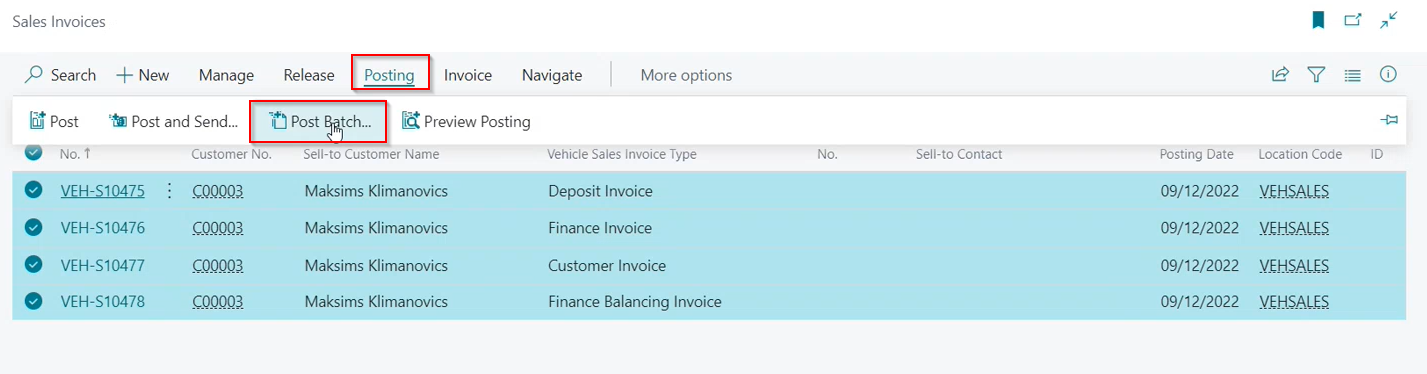 Sales Invoices
Search New Manage Release Posting Invoice Navigate More options
Post Post and Send... Post Batch... Preview Posting
No. ↑ Customer No. Sell-to Customer Name Vehicle Sales Invoice Type No. Sell-to Contact Posting Date Location Code ID
VEH-S10475 C00003 Maksims Klimanovics Deposit Invoice 09/12/2022 VEHSALES
VEH-S10476 C00003 Maksims Klimanovics Finance Invoice 09/12/2022 VEHSALES
VEH-S10477 C00003 Maksims Klimanovics Customer Invoice 09/12/2022 VEHSALES
VEH-S10478 C00003 Maksims Klimanovics Finance Balancing Invoice 09/12/2022 VEHSALES